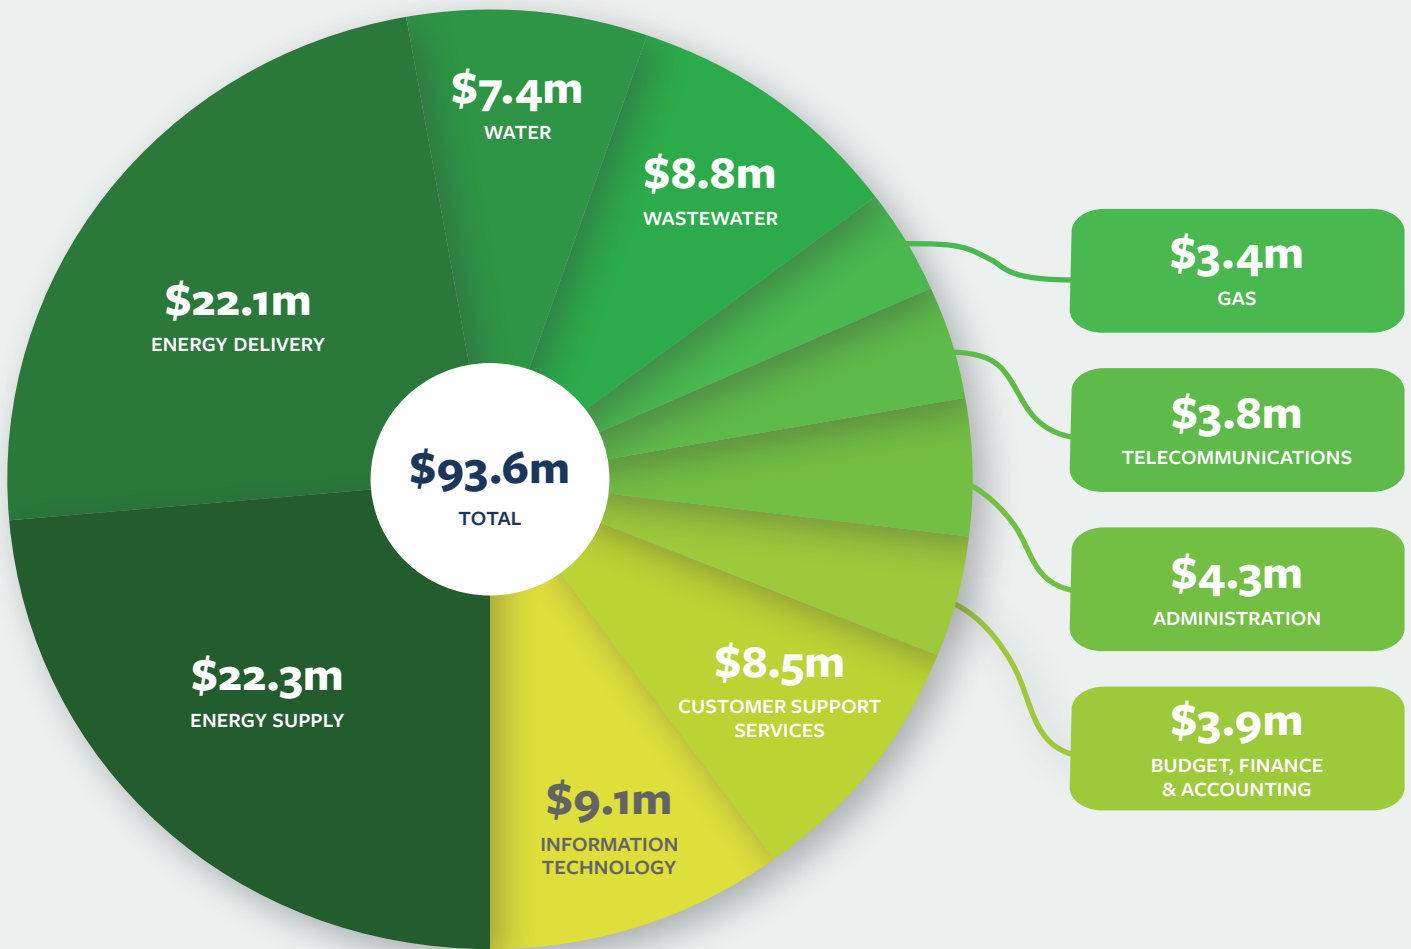 $7.4m
WATER
$8.8m
WASTEWATER
$22.1m
ENERGY DELIVERY
$93.6m
TOTAL
$22.3m
ENERGY SUPPLY
$8.5m
CUSTOMER SUPPORT
SERVICES
$9.1m
INFORMATION
TECHNOLOGY
$3.4m
GAS
$3.8m
TELECOMMUNICATIONS
$4.3m
ADMINISTRATION
$3.9m
BUDGET, FINANCE
& ACCOUNTING